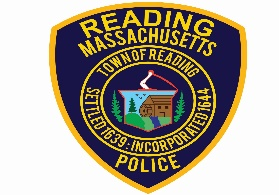 READING
MASSACHUSETTS
TOWN OF READING
SETTLED 1639 : INCORPORATED 1644
POLICE